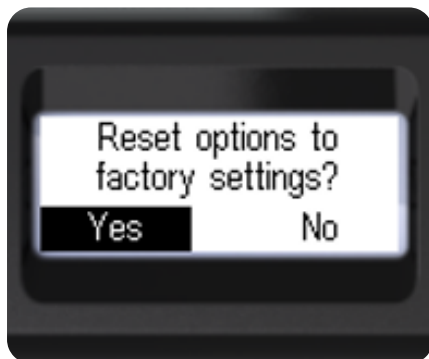 Reset options to
factory settings?
Yes No